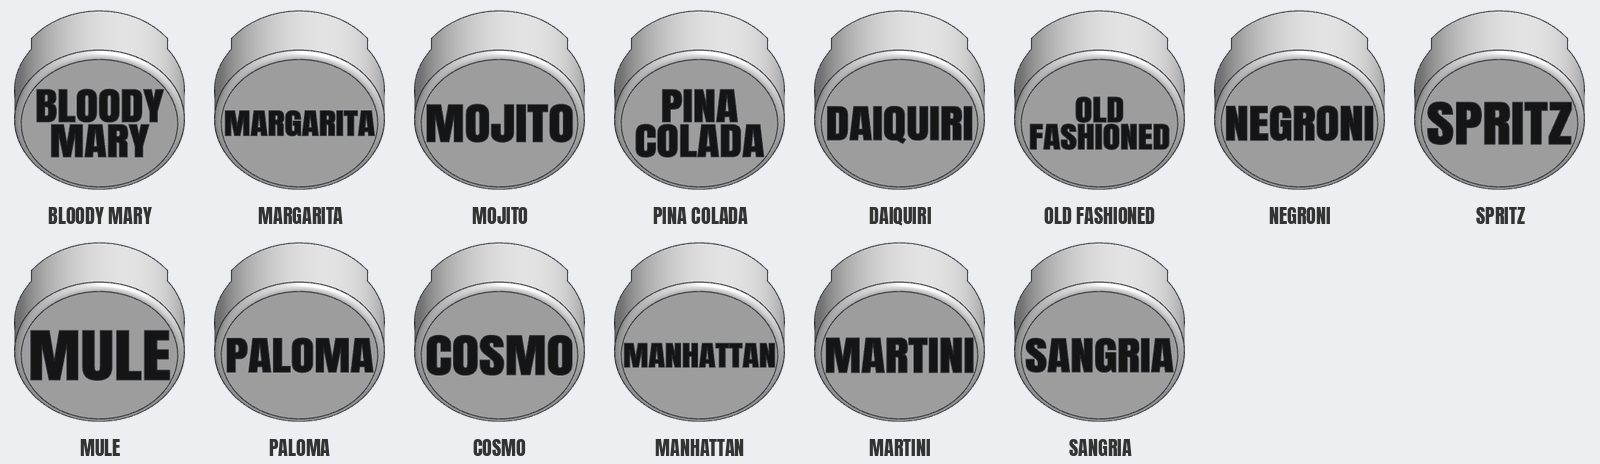 BLOODY
MARY
MARGARITA
MOJITO
PINA
COLADA
DAIQUIRI
OLD
FASHIONED
NEGRONI
SPRITZ
BLOODY MARY
MARGARITA
MOJITO
PINA COLADA
DAIQUIRI
OLD FASHIONED
NEGRONI
SPRITZ
MULE
PALOMA
COSMO
MANHATTAN
MARTINI
SANGRIA
MULE
PALOMA
COSMO
MANHATTAN
MARTINI
SANGRIA